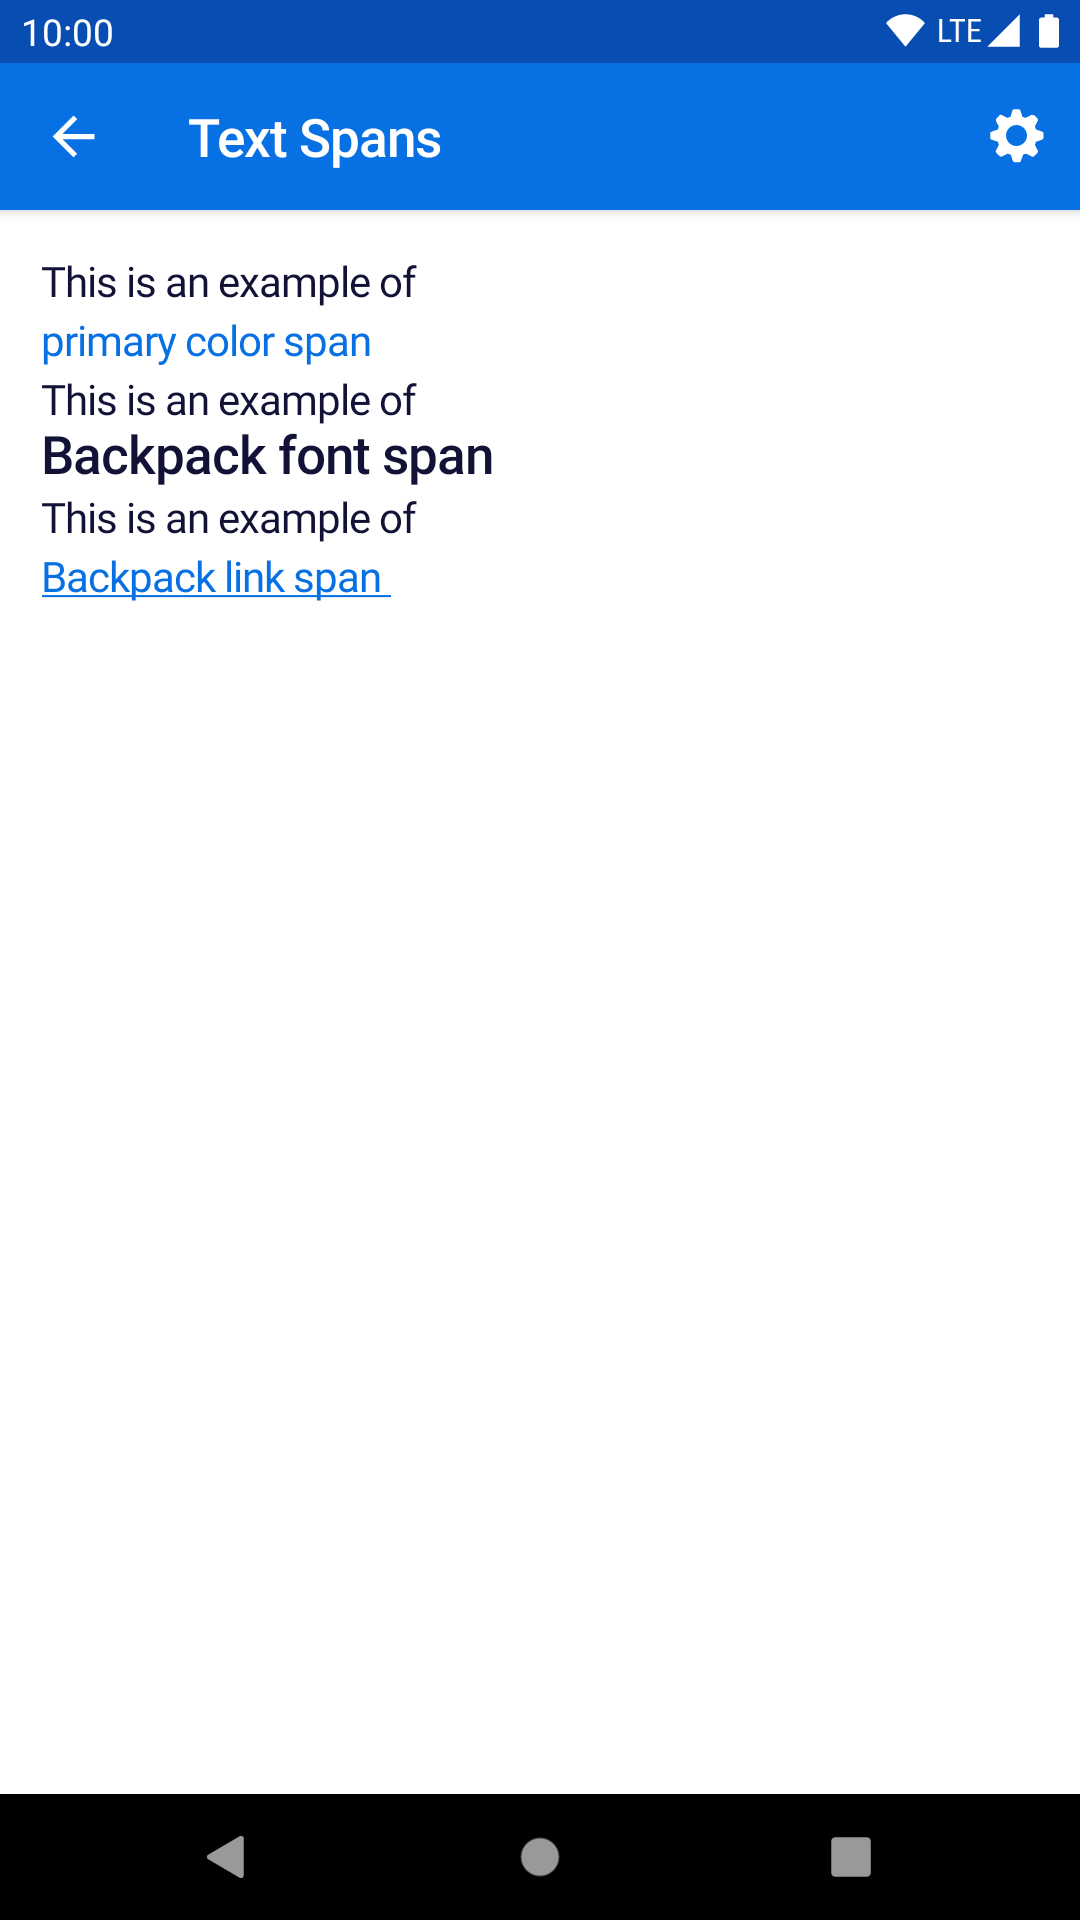 10:00 LTE
Text Spans
This is an example of
primary color span
This is an example of
Backpack font span
This is an example of
Backpack link span